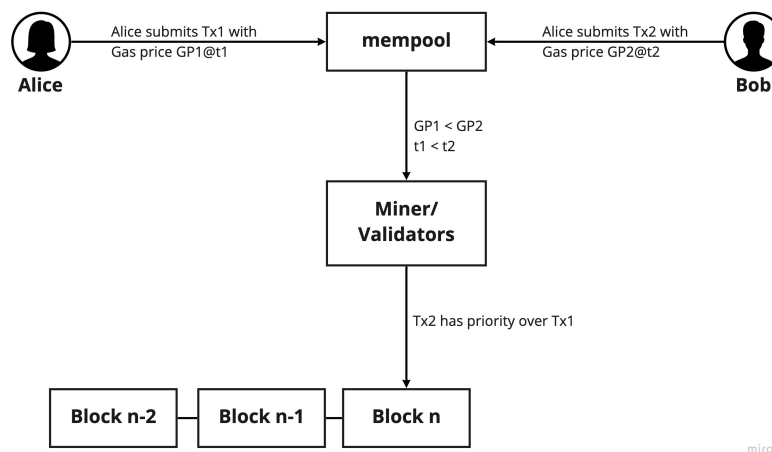 Alice submits Tx1 with
Gas price GP1@t1
Alice
mempool
Alice submits Tx2 with
Gas price GP2@t2
Bob
GP1 < GP2
t1 < t2
Miner/
Validators
Tx2 has priority over Tx1
Block n-2
Block n-1
Block n
miro